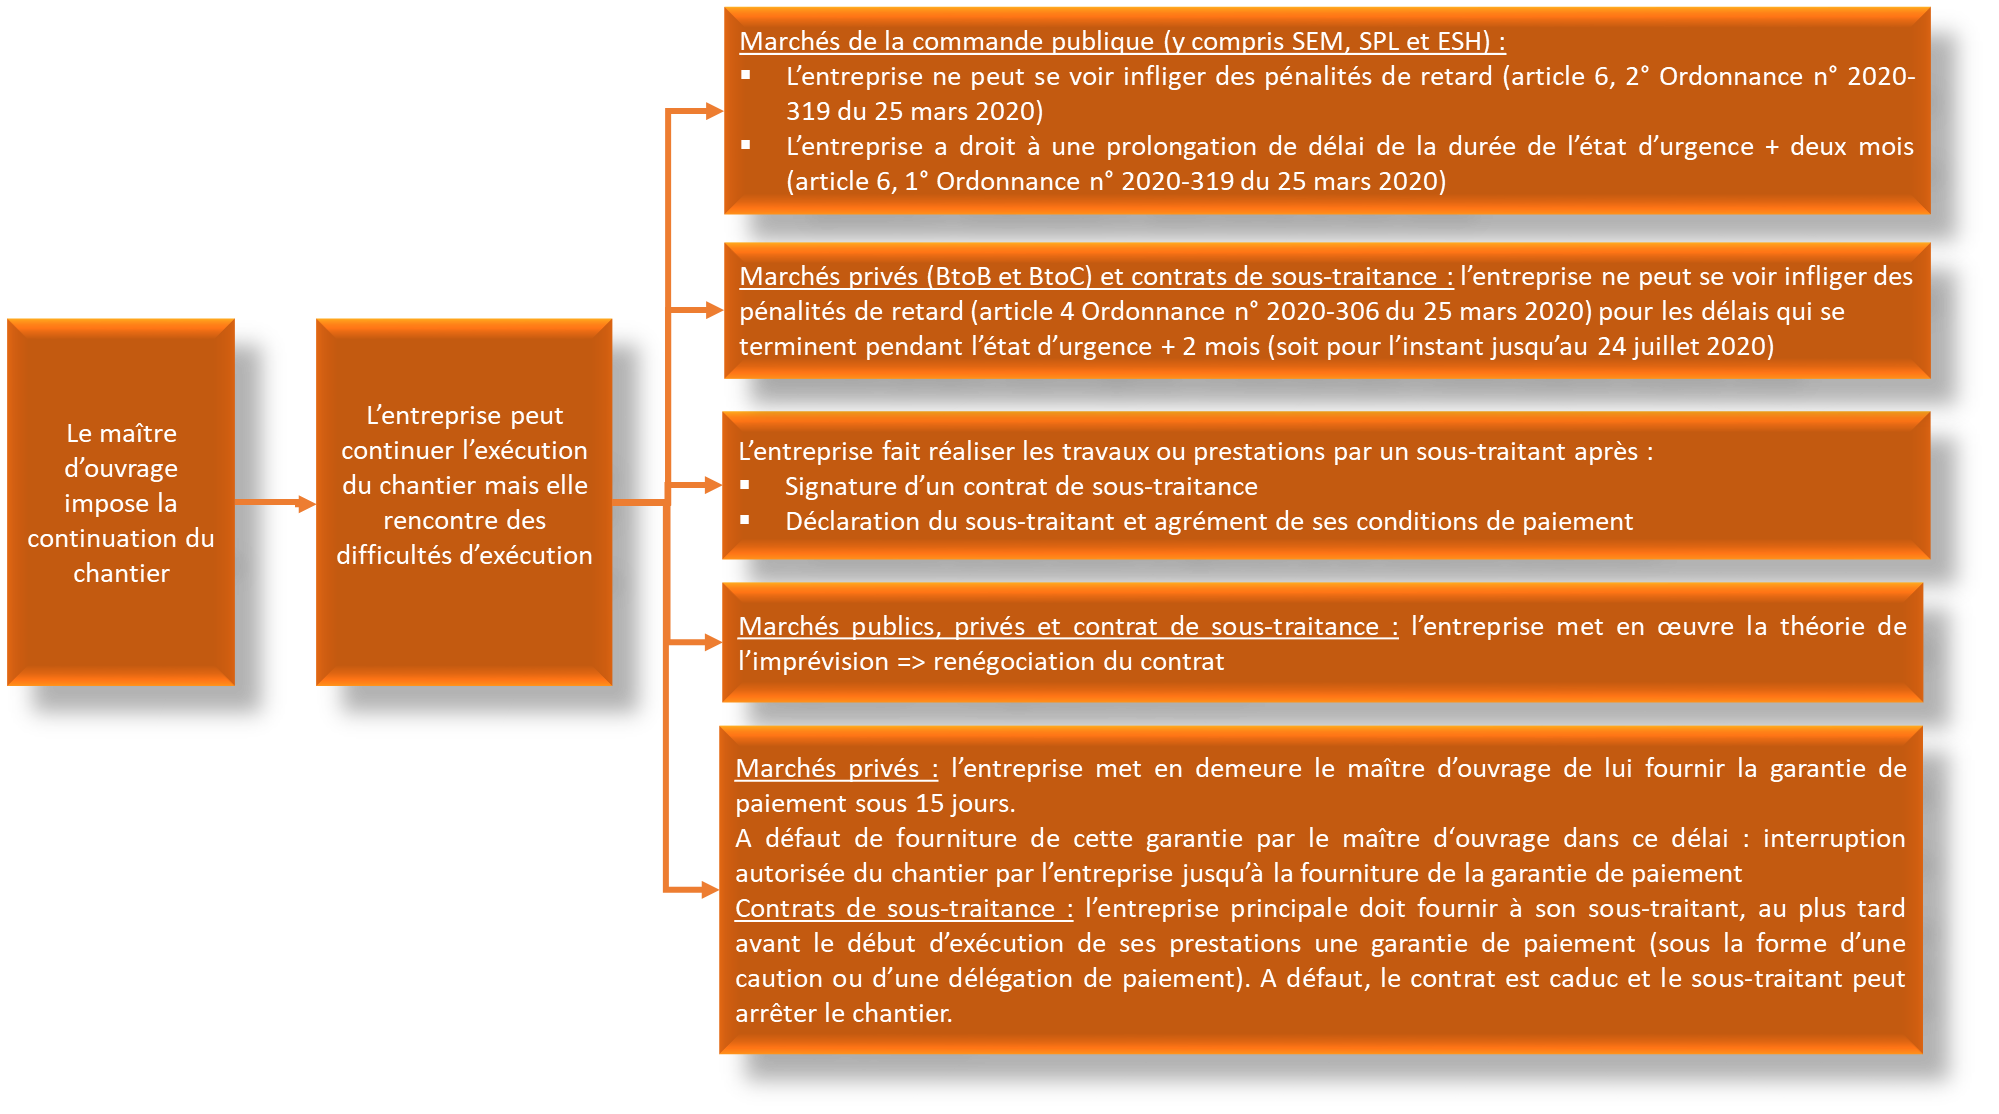 Le maître
d’ouvrage
impose la
continuation du
chantier
L’entreprise peut
continuer l’exécution
du chantier mais elle
rencontre des
difficultés d’exécution
Marchés de la commande publique (y compris SEM, SPL et ESH) :
▪ L’entreprise ne peut se voir infliger des pénalités de retard (article 6, 2° Ordonnance n° 2020-
319 du 25 mars 2020)
▪ L’entreprise a droit à une prolongation de délai de la durée de l’état d’urgence + deux mois
(article 6, 1° Ordonnance n° 2020-319 du 25 mars 2020)
Marchés privés (BtoB et BtoC) et contrats de sous-traitance : l’entreprise ne peut se voir infliger des
pénalités de retard (article 4 Ordonnance n° 2020-306 du 25 mars 2020) pour les délais qui se
terminent pendant l’état d’urgence + 2 mois (soit pour l’instant jusqu’au 24 juillet 2020)
L’entreprise fait réaliser les travaux ou prestations par un sous-traitant après :
▪ Signature d’un contrat de sous-traitance
▪ Déclaration du sous-traitant et agrément de ses conditions de paiement
Marchés publics, privés et contrat de sous-traitance : l’entreprise met en œuvre la théorie de
l’imprévision => renégociation du contrat
Marchés privés : l’entreprise met en demeure le maître d’ouvrage de lui fournir la garantie de
paiement sous 15 jours.
A défaut de fourniture de cette garantie par le maître d‘ouvrage dans ce délai : interruption
autorisée du chantier par l’entreprise jusqu’à la fourniture de la garantie de paiement
Contrats de sous-traitance : l’entreprise principale doit fournir à son sous-traitant, au plus tard
avant le début d’exécution de ses prestations une garantie de paiement (sous la forme d’une
caution ou d’une délégation de paiement). A défaut, le contrat est caduc et le sous-traitant peut
arrêter le chantier.